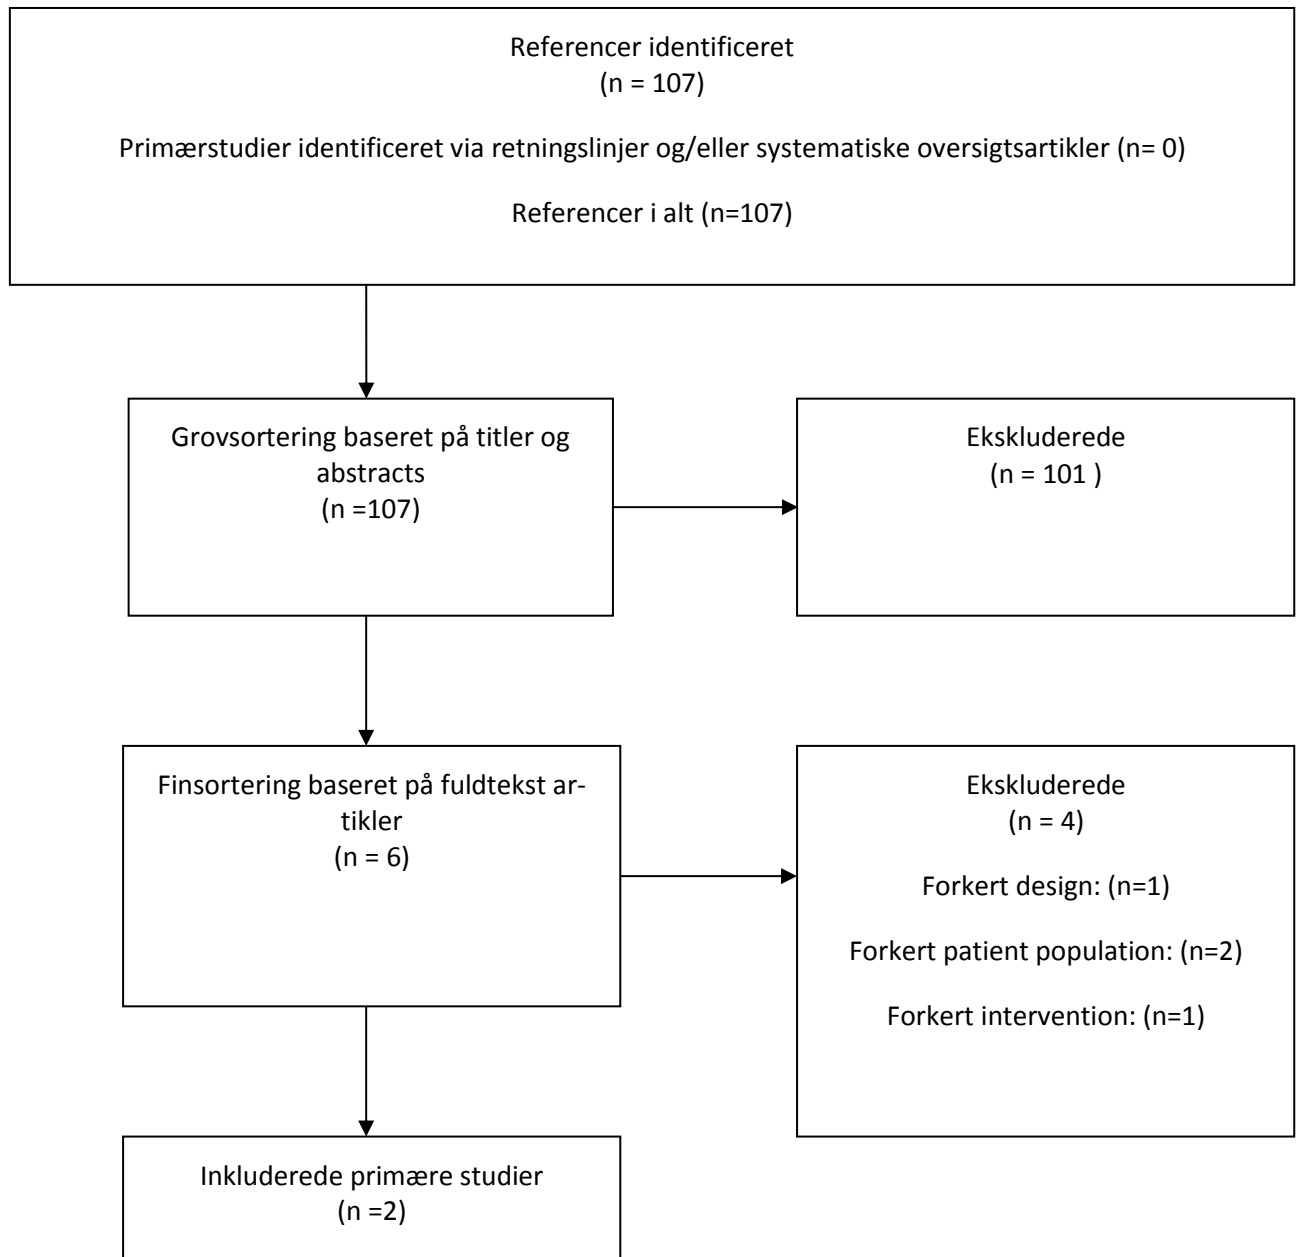 Referencer identificeret
(n = 107)
Primærstudier identificeret via retningslinjer og/eller systematiske oversigtsartikler (n= 0)
Referencer i alt (n=107)
Grovsortering baseret på titler og
abstracts
(n =107)
Ekskluderede
(n = 101 )
Finsortering baseret på fuldtekst ar-
tikler
(n = 6)
Ekskluderede
(n = 4)
Forkert design: (n=1)
Forkert patient population: (n=2)
Forkert intervention: (n=1)
Inkluderede primære studier
(n =2)